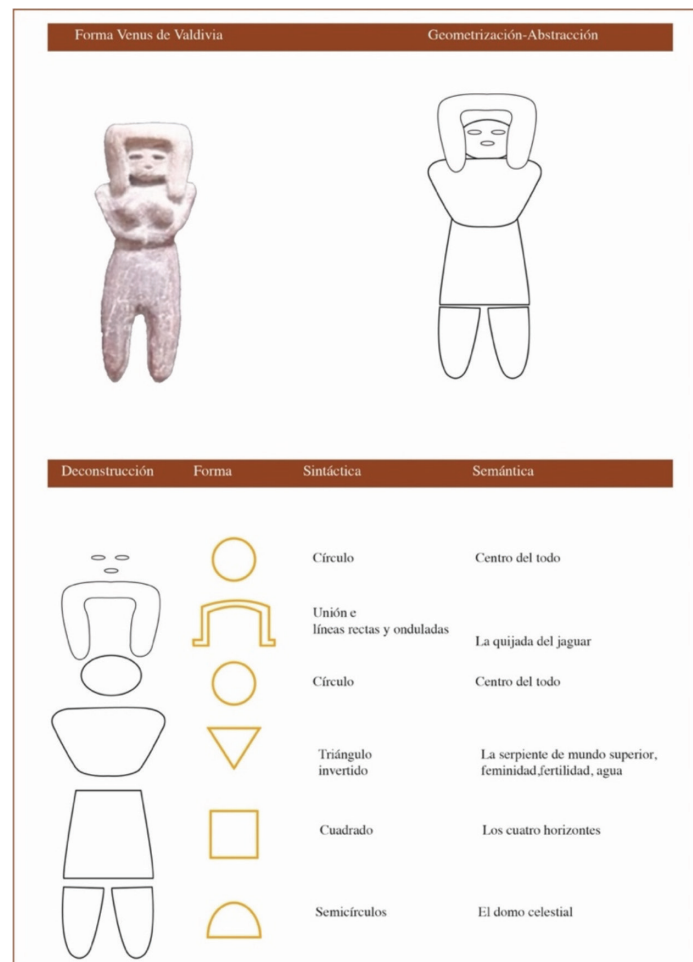 Forma Venus de Valdivia
Geometrización-Abstracción
Deconstrucción Forma Sintáctica Semántica
Círculo Centro del todo
Unión e
líneas rectas y onduladas
La quijada del jaguar
Círculo Centro del todo
Triángulo
invertido
La serpiente de mundo superior,
feminidad,fertilidad, agua
Cuadrado Los cuatro horizontes
Semicírculos El domo celestial